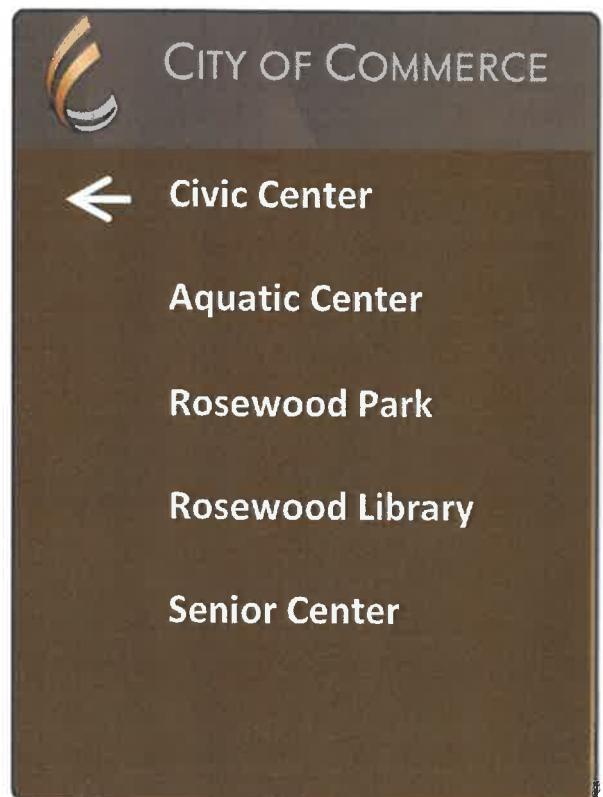 CITY OF COMMERCE
← Civic Center
Aquatic Center
Rosewood Park
Rosewood Library
Senior Center